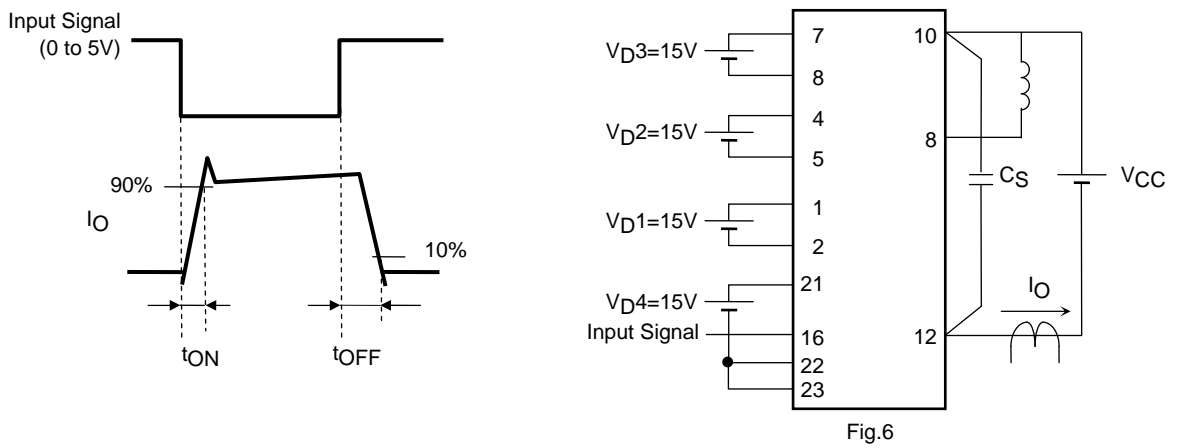 Input Signal
(0 to 5V)
90%
IO
10%
tON
tOFF
VD3=15V
VD2=15V
VD1=15V
VD4=15V
Input Signal
7
8
4
5
1
2
21
16
22
23
10
8
12
CS
VCC
IO
Fig.6